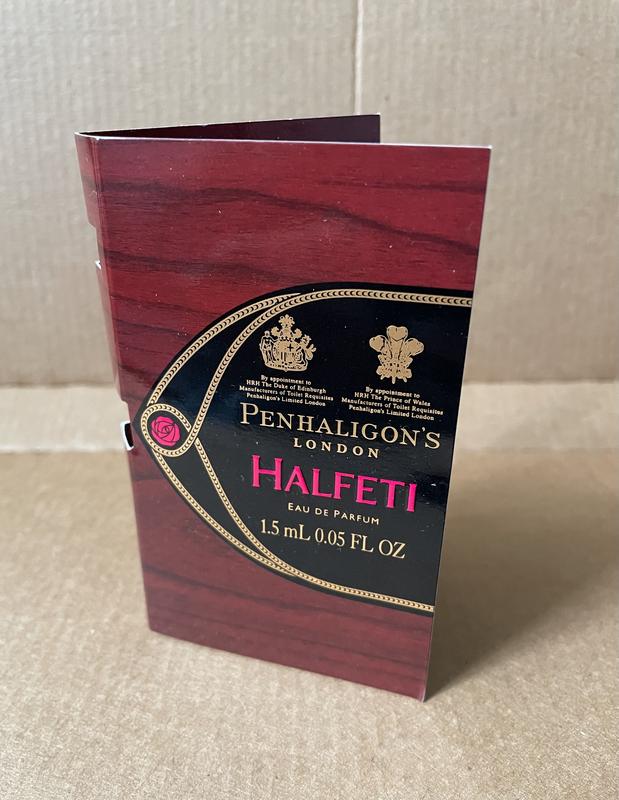 By appointment to
HRH The Duke of Edinburgh
Manufacturers of Toilet Requisites
Penhaligon's Limited London
By appointment to
HRH The Prince of Wales
Manufacturers of Toilet Requisites
Penhaligon's Limited London
PENHALIGON'S
LONDON
HALFETI
EAU DE PARFUM
1.5 mL 0.05 FL OZ